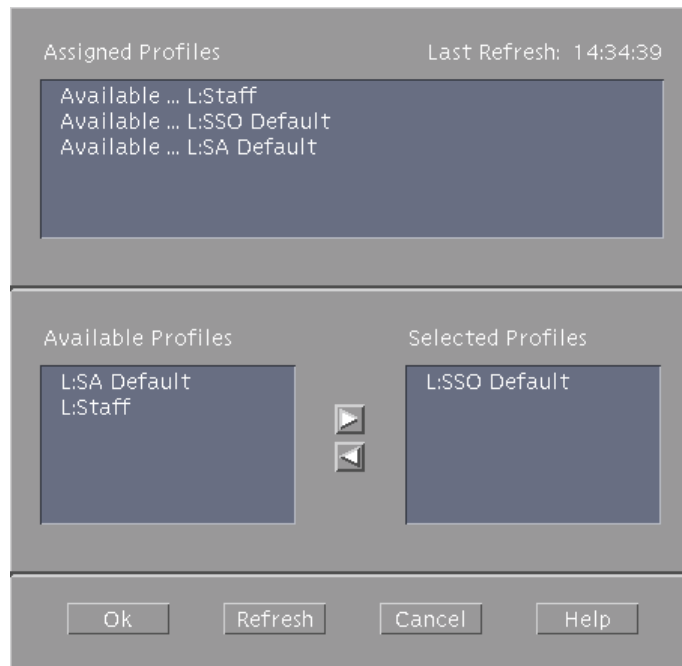 Assigned Profiles Last Refresh: 14:34:39
Available ... L:Staff
Available ... L:SSO Default
Available ... L:SA Default
Available Profiles
L:SA Default
L:Staff
Selected Profiles
L:SSO Default
Ok Refresh Cancel Help